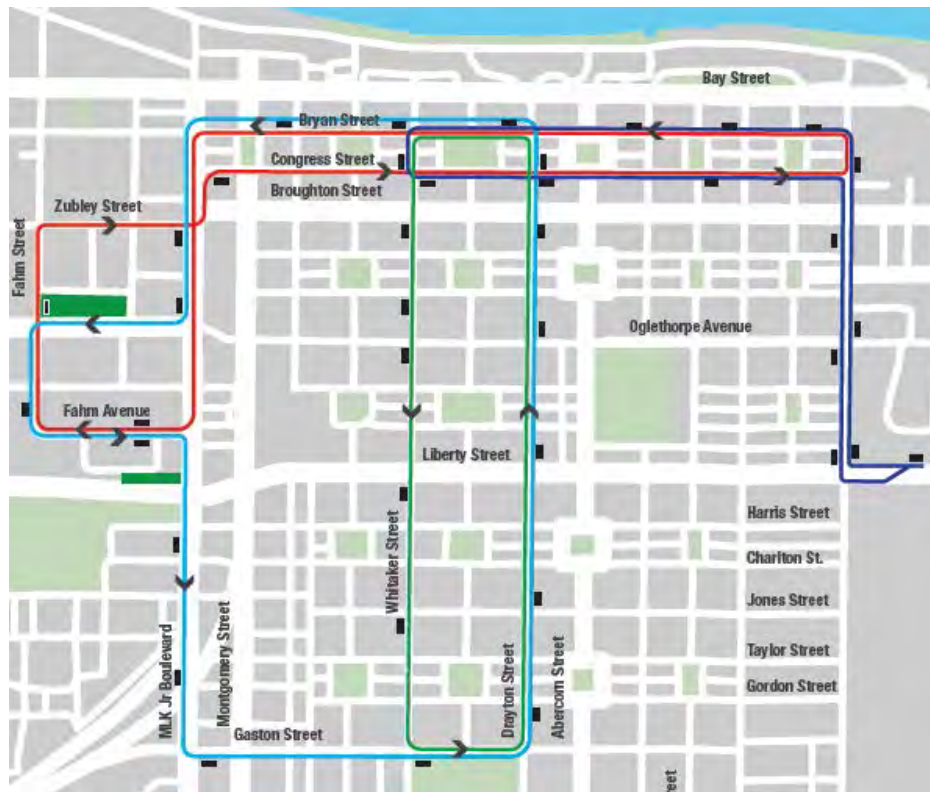 Bay Street
Bryan Street
Congress Street
Broughton Street
Zubley Street
Fahm Street
Oglethorpe Avenue
Fahm Avenue
Liberty Street
Harris Street
Whitaker Street
Charlton St.
Jones Street
MLK Jr Boulevard
Montgomery Street
Drayton Street
Abercorn Street
Taylor Street
Gordon Street
Gaston Street
eet